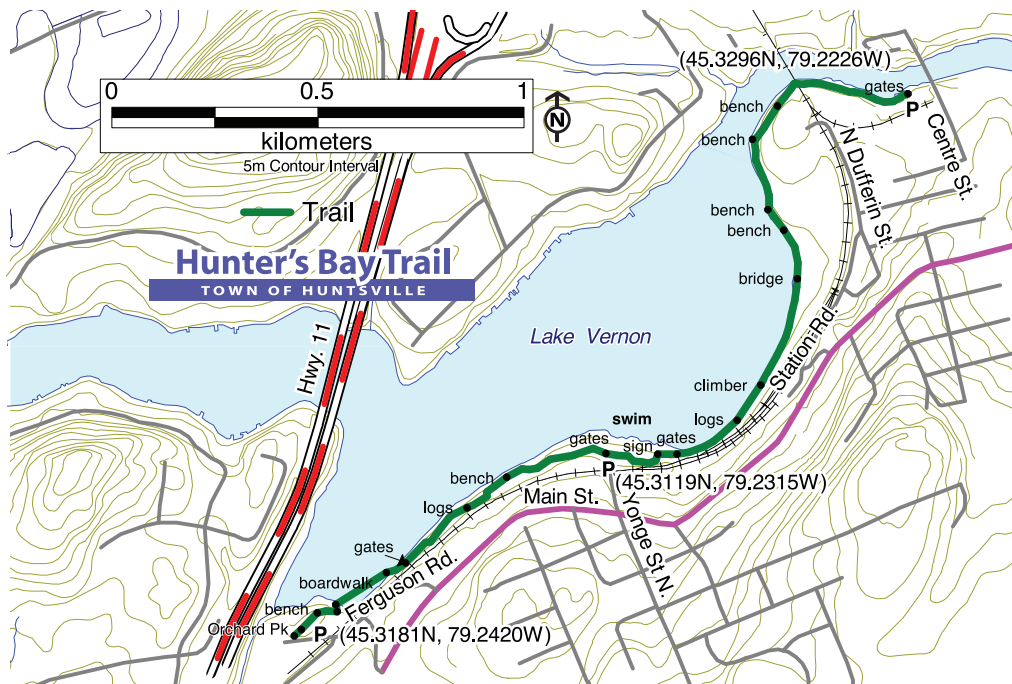 (45.3296N, 79.2226W)
0 0.5 1
kilometers
5m Contour Interval
N
gates
P
bench
bench
Centre St.
N Dufferin St.
Trail
bench
bench
Hunter's Bay Trail
TOWN OF HUNTSVILLE
bridge
Hwy. 11
Lake Vernon
Station Rd.
climber
swim
logs
gates
sign
gates
P
(45.3119N, 79.2315W)
bench
Main St.
logs
Yonge St N.
gates
Ferguson Rd.
boardwalk
bench
Orchard Pk
P
(45.3181N, 79.2420W)